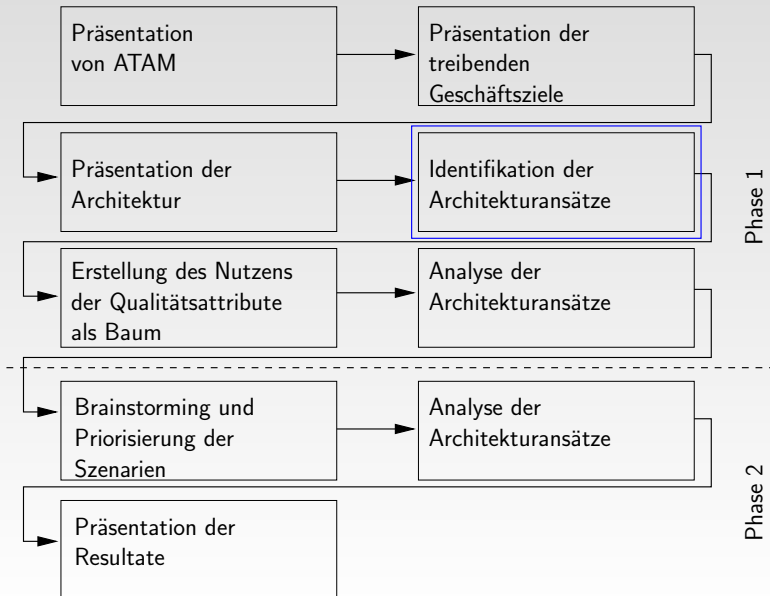 Präsentation
von ATAM
Präsentation der
treibenden
Geschäftsziele
Präsentation der
Architektur
Identifikation der
Architekturansätze
Phase 1
Erstellung des Nutzens
der Qualitätsattribute
als Baum
Analyse der
Architekturansätze
Brainstorming und
Priorisierung der
Szenarien
Analyse der
Architekturansätze
Phase 2
Präsentation der
Resultate